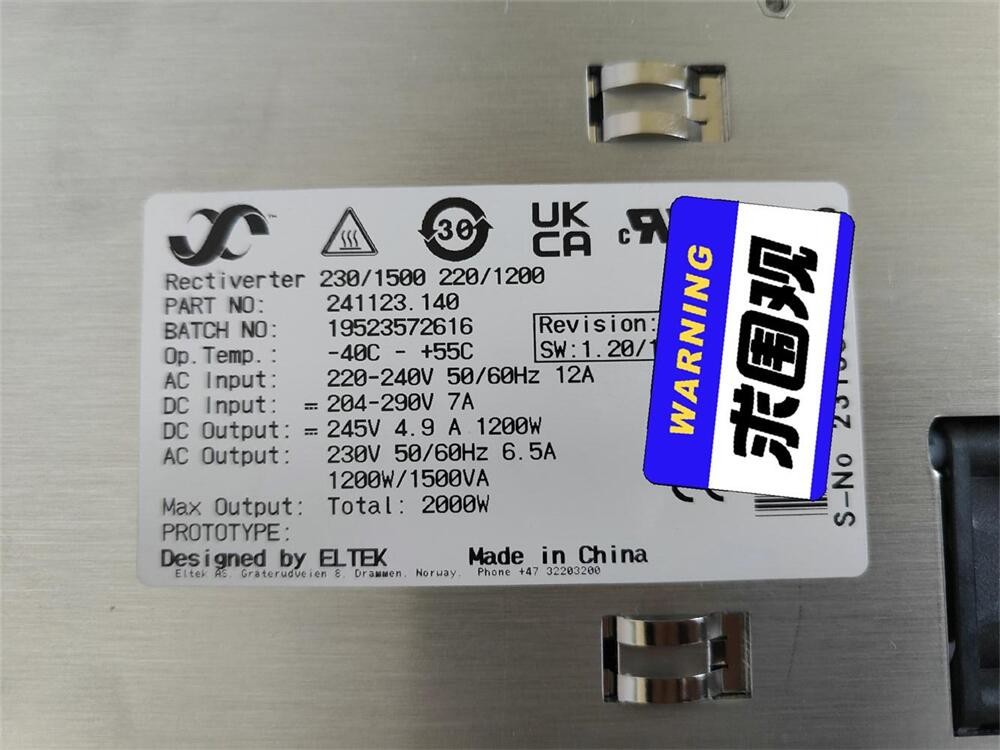 ™
30
UK
CA
c
Rectiverter 230/1500 220/1200
PART NO: 241123.140
BATCH NO: 19523572616
Revision:
Op.Temp.: -40C - +55C
SW:1.20/1
AC Input: 220-240V 50/60Hz 12A
DC Input: = 204-290V 7A
DC Output: = 245V 4.9 A 1200W
AC Output: 230V 50/60Hz 6.5A
1200W/1500VA
Max Output: Total: 2000W
PROTOTYPE:
Designed by ELTEK Made in China
Eltek AS. Graterudveien 8, Drammen, Norway. Phone +47 32203200
S-No
WARNING
求围观